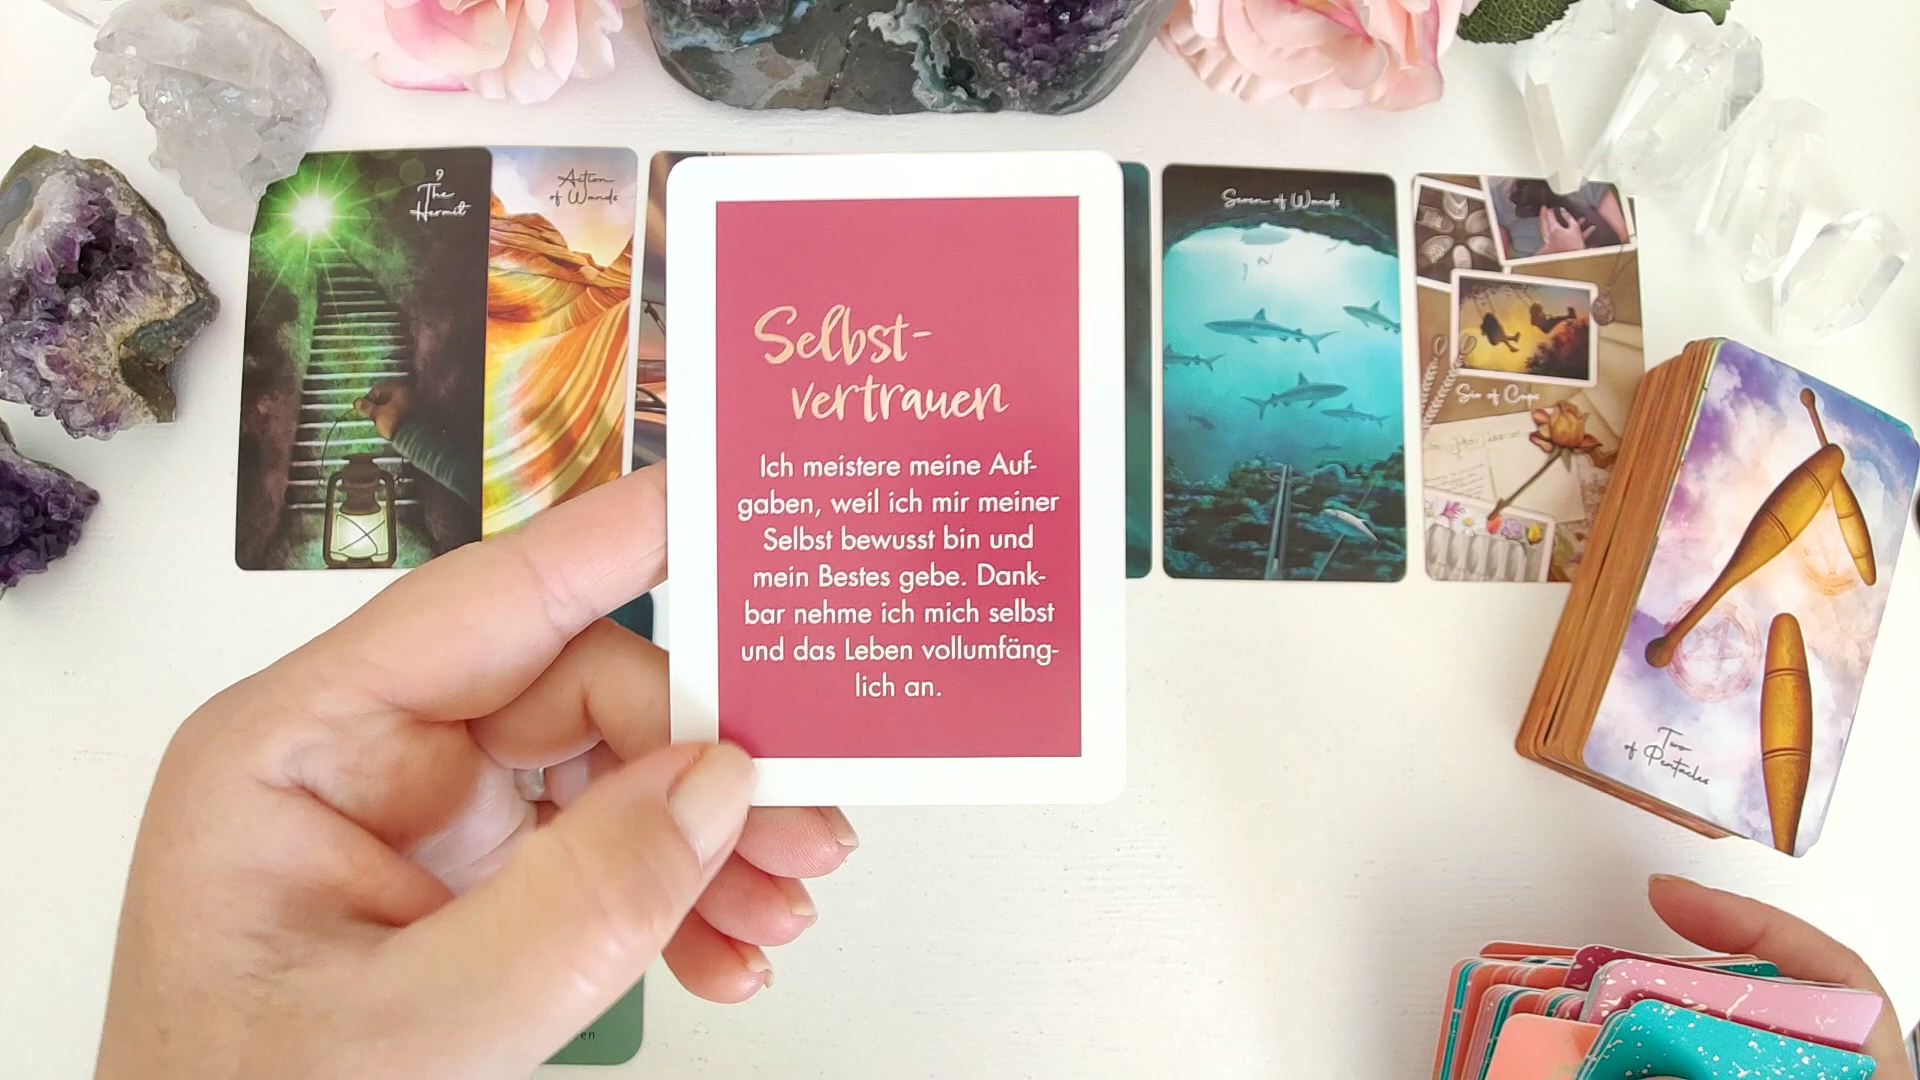 9
The
Hermit
Action
of Wands
Seven of Wands
Six of Cups
Selbst-
vertrauen
Ich meistere meine Auf-
gaben, weil ich mir meiner
Selbst bewusst bin und
mein Bestes gebe. Dank-
bar nehme ich mich selbst
und das Leben vollumfäng-
lich an.
Two
of Pentacles
en